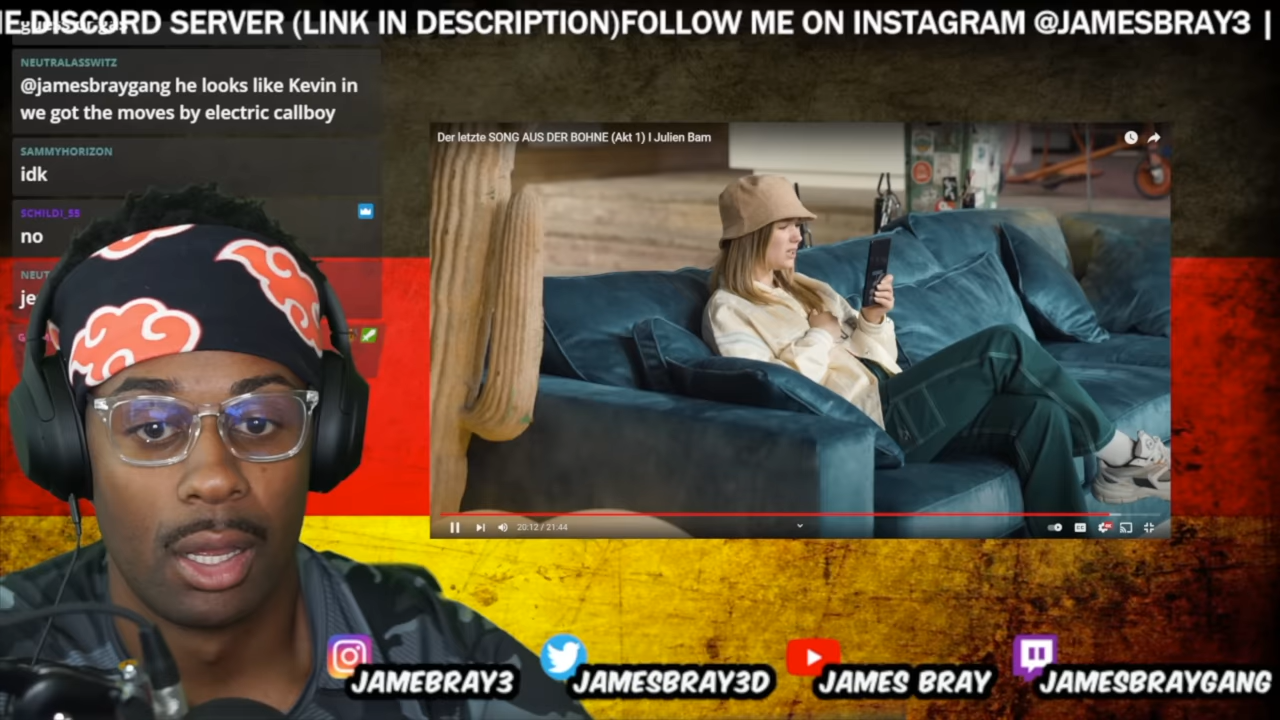 E DISCORD SERVER (LINK IN DESCRIPTION)FOLLOW ME ON INSTAGRAM @JAMESBRAY3 |
NEUTRALASSWITZ
@jamesbraygang he looks like Kevin in
we got the moves by electric callboy
SAMMYHORIZON
idk
SCHILDI_55
no
NEUT
je
Der letzte SONG AUS DER BOHNE (Akt 1) I Julien Bam
20:12 / 21:44
JAMEBRAY3
JAMESBRAY3D
JAMES BRAY
JAMESBRAYGANG